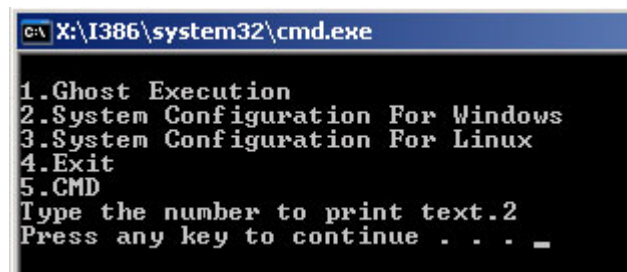 X:\I386\system32\cmd.exe
1.Ghost Execution
2.System Configuration For Windows
3.System Configuration For Linux
4.Exit
5.CMD
Type the number to print text.2
Press any key to continue . . . _